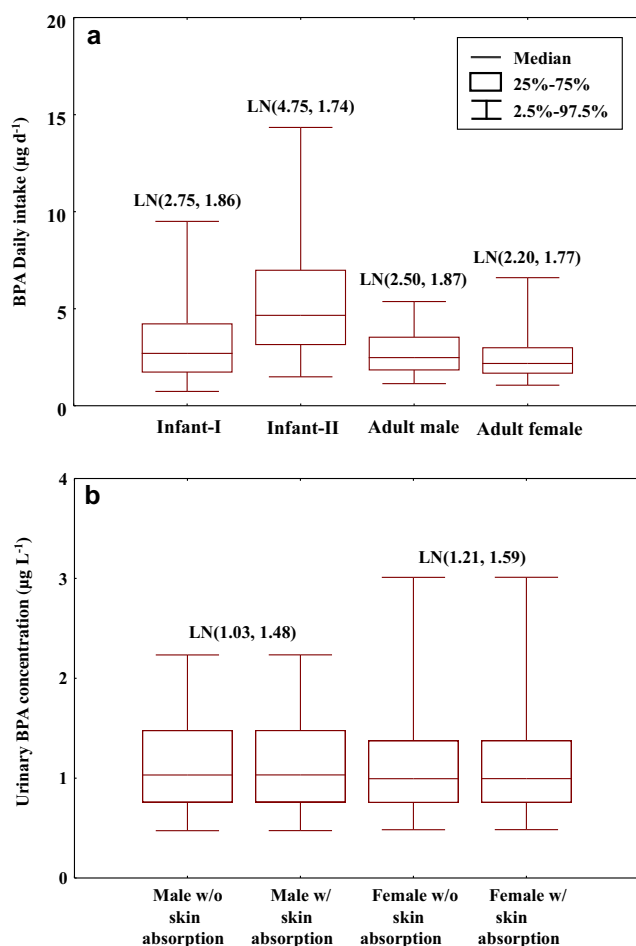 a
20
15
10
5
0
BPA Daily intake (µg d⁻¹)
Median
25%-75%
2.5%-97.5%
LN(4.75, 1.74)
LN(2.75, 1.86)
LN(2.20, 1.77)
LN(2.50, 1.87)
Infant-I
Infant-II
Adult male
Adult female
b
4
3
2
1
0
Urinary BPA concentration (µg L⁻¹)
LN(1.21, 1.59)
LN(1.03, 1.48)
Male w/o
skin
absorption
Male w/
skin
absorption
Female w/o
skin
absorption
Female w/
skin
absorption